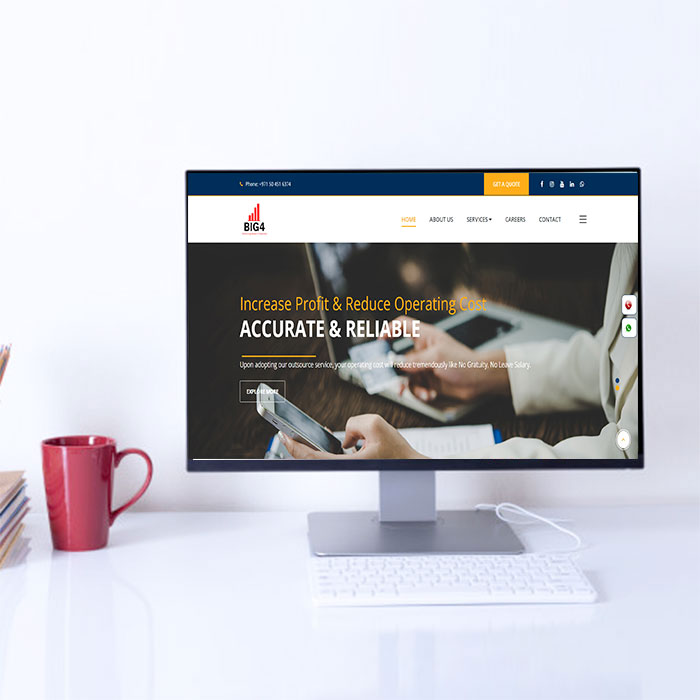 Phone: +971 50 451 6374
GET A QUOTE
BIG4
HOME
ABOUT US
SERVICES
CAREERS
CONTACT
Increase Profit & Reduce Operating Cost
ACCURATE & RELIABLE
Upon adopting our outsource service, your operating cost will reduce tremendously like No Gratuity, No Leave Salary.
EXPLORE MORE